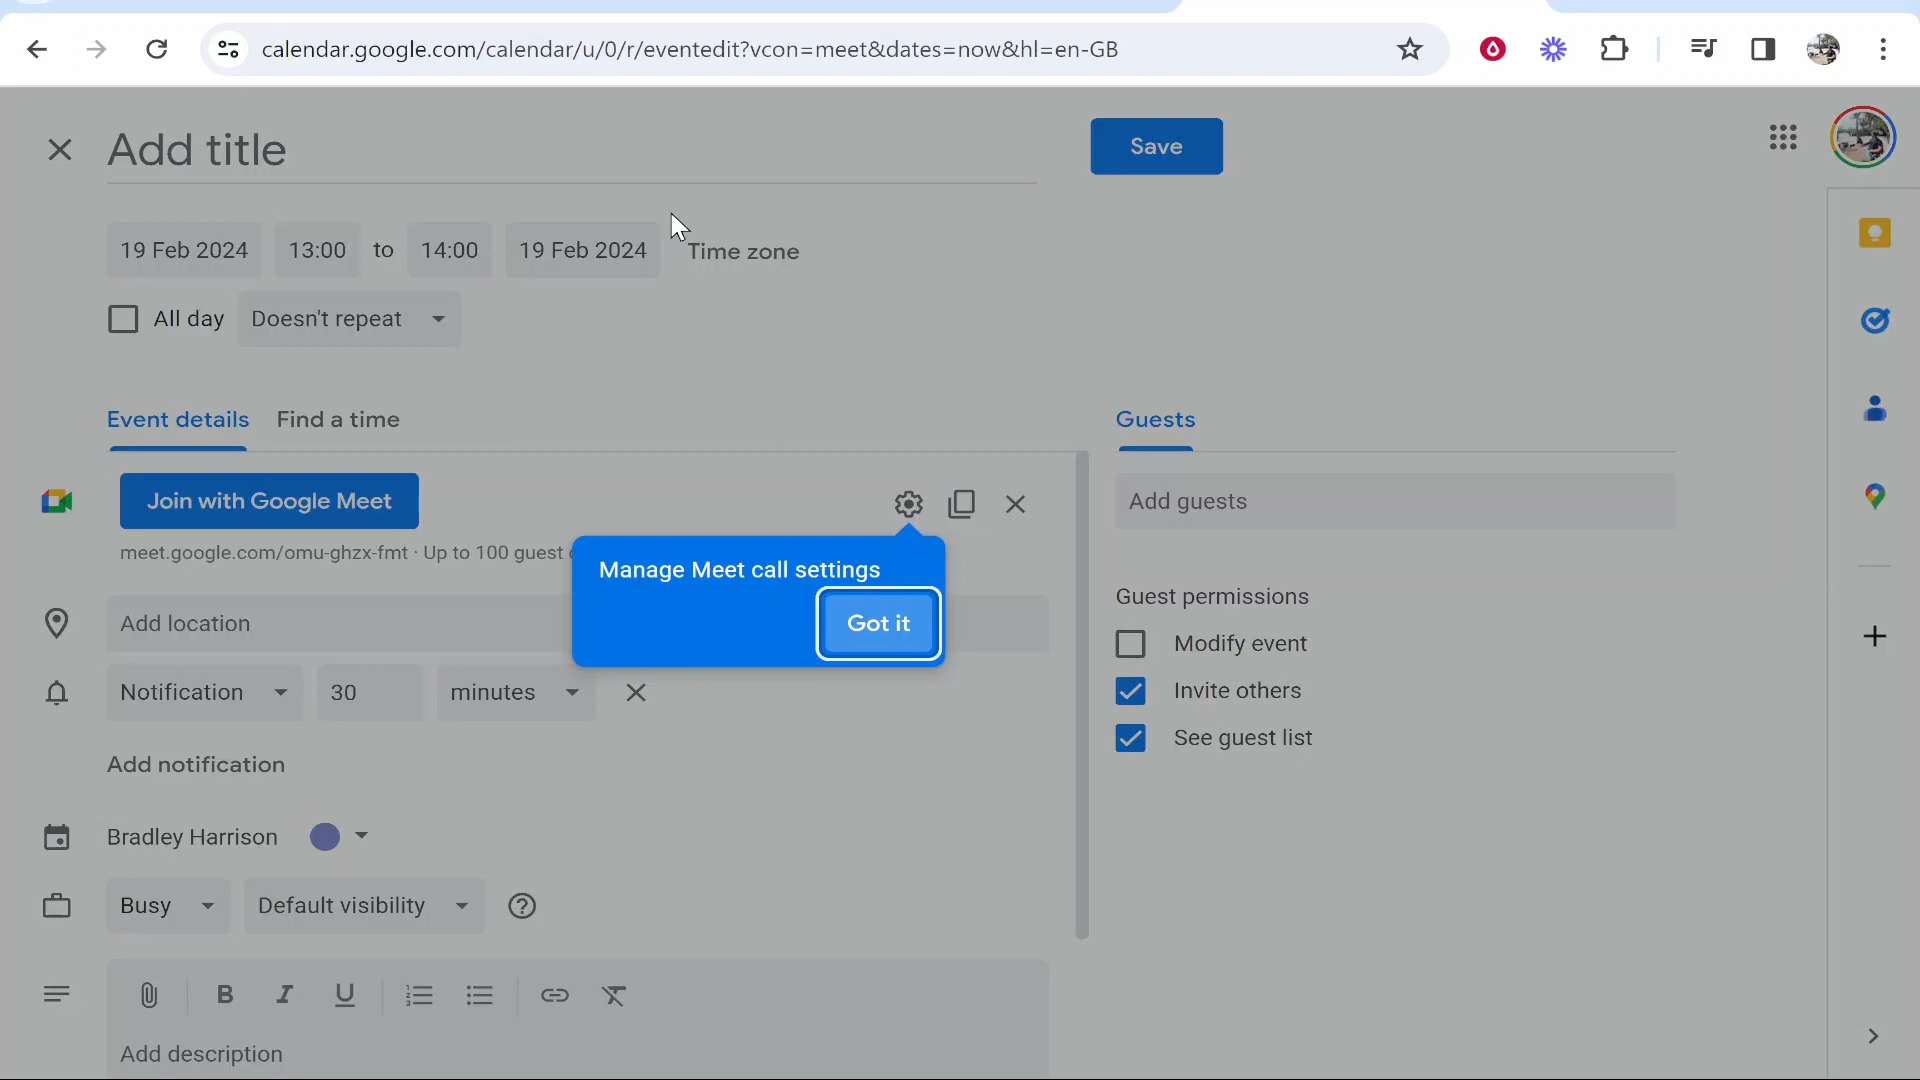 calendar.google.com/calendar/u/0/r/eventedit?vcon=meet&dates=now&hl=en-GB
Add title
Save
19 Feb 2024 13:00 to 14:00 19 Feb 2024 Time zone
All day Doesn't repeat
Event details Find a time
Guests
Join with Google Meet
Add guests
meet.google.com/omu-ghzx-fmt · Up to 100 guest
Manage Meet call settings
Got it
Add location
Guest permissions
Modify event
Notification 30 minutes
Invite others
See guest list
Add notification
Bradley Harrison
Busy Default visibility
B I U
Add description